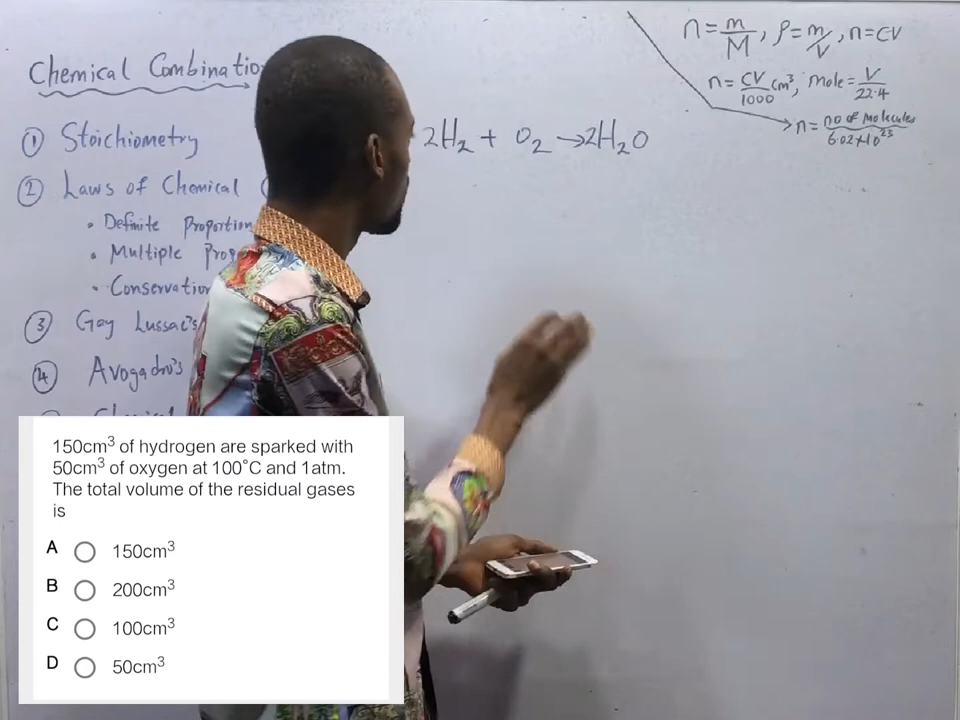 Chemical Combinatio
① Stoichiometry
② Laws of Chemical (
• Definite Proportion
• Multiple Prop
• Conservation
③ Gay Lussac's
④ Avogadro's
Chemical
2H₂ + O₂ → 2H₂O
n = m/M, ρ = m/V, n = CV
n = CV/1000 cm³, mole = V/22.4
n = no of molecules/6.02×10²³
150cm³ of hydrogen are sparked with
50cm³ of oxygen at 100°C and 1atm.
The total volume of the residual gases
is
A 150cm³
B 200cm³
C 100cm³
D 50cm³